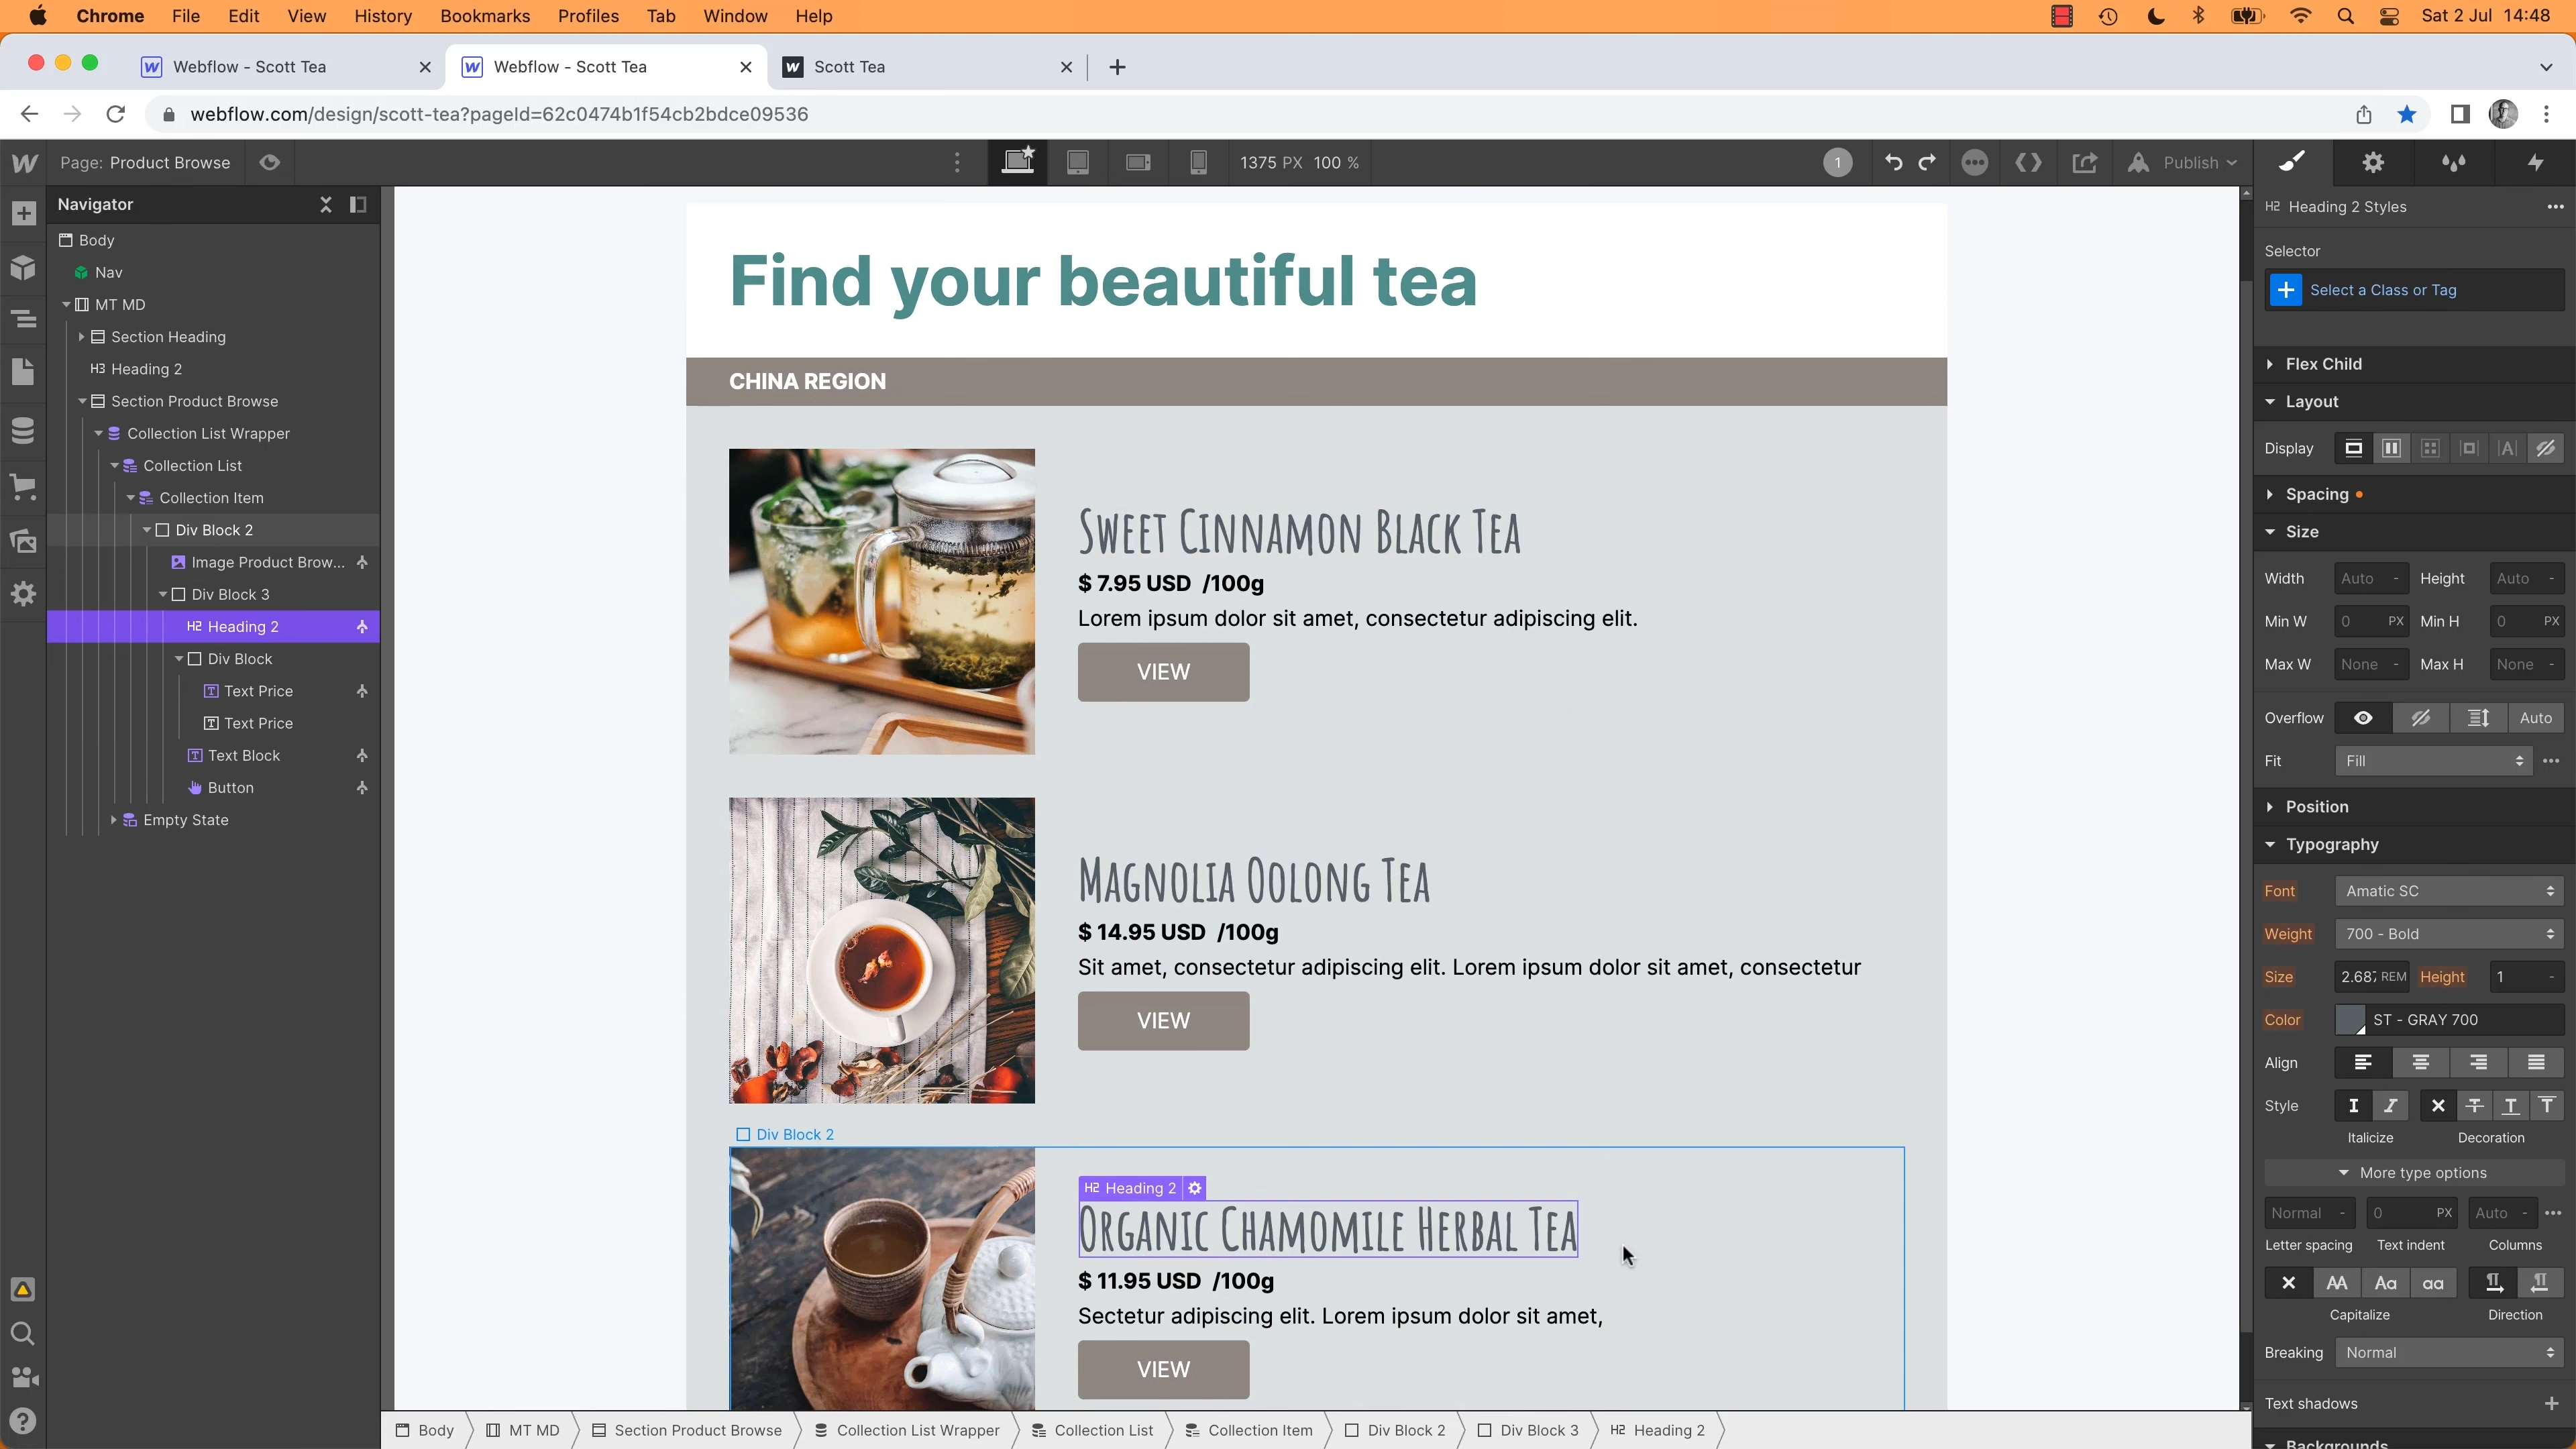 Chrome File Edit View History Bookmarks Profiles Tab Window Help Sat 2 Jul 14:48
Webflow - Scott Tea Webflow - Scott Tea Scott Tea
webflow.com/design/scott-tea?pageId=62c0474b1f54cb2bdce09536
Page: Product Browse 1375 PX 100 % 1 Publish
Navigator
Body
Nav
MT MD
Section Heading
H3 Heading 2
Section Product Browse
Collection List Wrapper
Collection List
Collection Item
Div Block 2
Image Product Brow...
Div Block 3
H2 Heading 2
Div Block
Text Price
Text Price
Text Block
Button
Empty State
Find your beautiful tea
CHINA REGION
Sweet Cinnamon Black Tea
$ 7.95 USD /100g
Lorem ipsum dolor sit amet, consectetur adipiscing elit.
VIEW
Magnolia Oolong Tea
$ 14.95 USD /100g
Sit amet, consectetur adipiscing elit. Lorem ipsum dolor sit amet, consectetur
VIEW
Div Block 2
H2 Heading 2
Organic Chamomile Herbal Tea
$ 11.95 USD /100g
Sectetur adipiscing elit. Lorem ipsum dolor sit amet,
VIEW
Body MT MD Section Product Browse Collection List Wrapper Collection List Collection Item Div Block 2 Div Block 3 H2 Heading 2
H2 Heading 2 Styles
Selector
Select a Class or Tag
Flex Child
Layout
Display
Spacing
Size
Width Auto - Height Auto -
Min W 0 PX Min H 0 PX
Max W None - Max H None -
Overflow Auto
Fit Fill
Position
Typography
Font Amatic SC
Weight 700 - Bold
Size 2.687 REM Height 1 -
Color ST - GRAY 700
Align
Style
Italicize Decoration
More type options
Normal - 0 PX Auto -
Letter spacing Text indent Columns
AA Aa aa
Capitalize Direction
Breaking Normal
Text shadows
Backgrounds